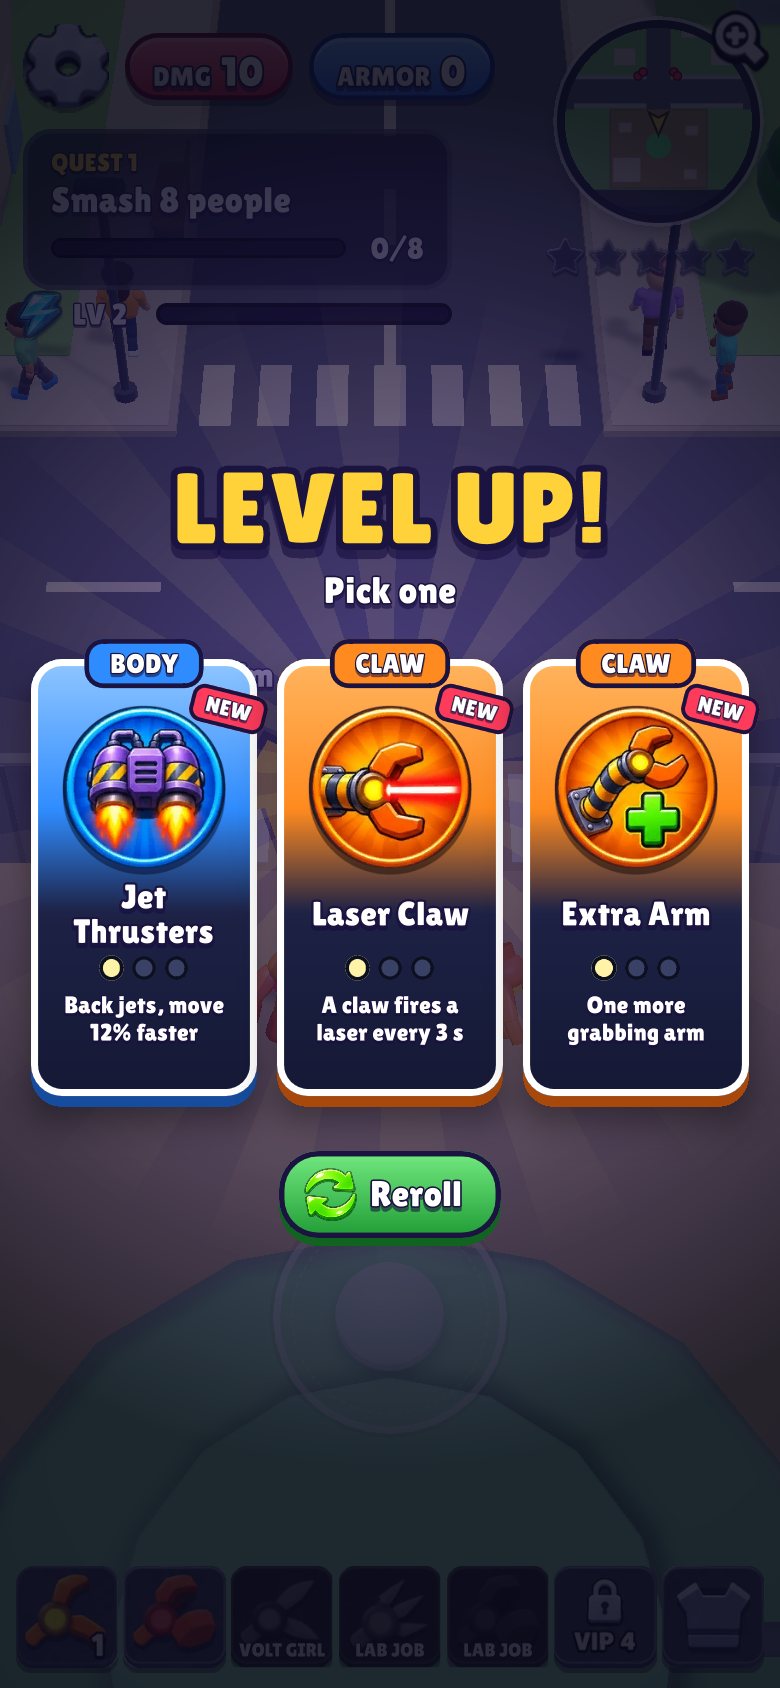 DMG 10
ARMOR 0
QUEST 1
Smash 8 people
0/8
LV 2
LEVEL UP!
Pick one
BODY
NEW
Jet
Thrusters
Back jets, move
12% faster
CLAW
NEW
Laser Claw
A claw fires a
laser every 3 s
CLAW
NEW
Extra Arm
One more
grabbing arm
Reroll
1
VOLT GIRL
LAB JOB
LAB JOB
VIP 4